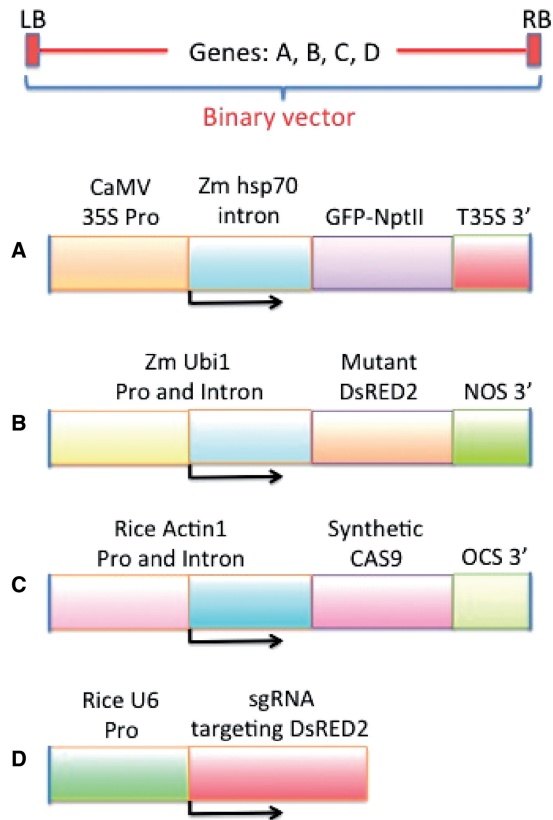 LB
RB
Genes: A, B, C, D
Binary vector
CaMV
35S Pro
Zm hsp70
intron
GFP-NptII
T35S 3’
A
Zm Ubi1
Pro and Intron
Mutant
DsRED2
NOS 3’
B
Rice Actin1
Pro and Intron
Synthetic
CAS9
OCS 3’
C
Rice U6
Pro
sgRNA
targeting DsRED2
D